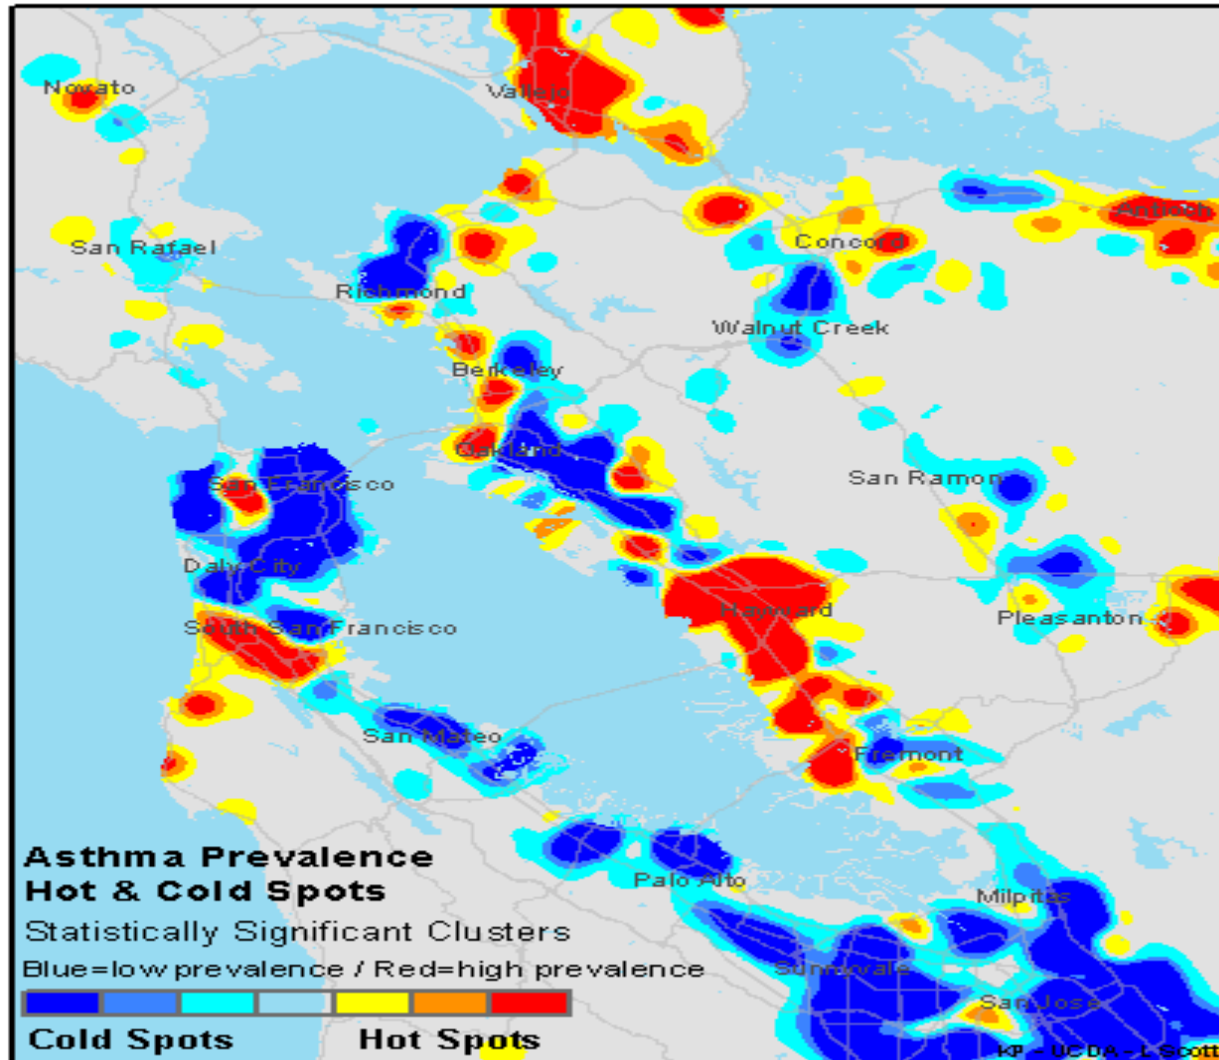 Novato
Vallejo
San Rafael
Concord
Antioch
Richmond
Walnut Creek
Berkeley
Oakland
San Francisco
San Ramon
Daly City
Hayward
Pleasanton
South San Francisco
San Mateo
Fremont
Asthma Prevalence
Hot & Cold Spots
Palo Alto
Milpitas
Statistically Significant Clusters
Blue=low prevalence / Red=high prevalence
Sunnyvale
San Jose
Cold Spots
Hot Spots
KP - UCDA - L Scott